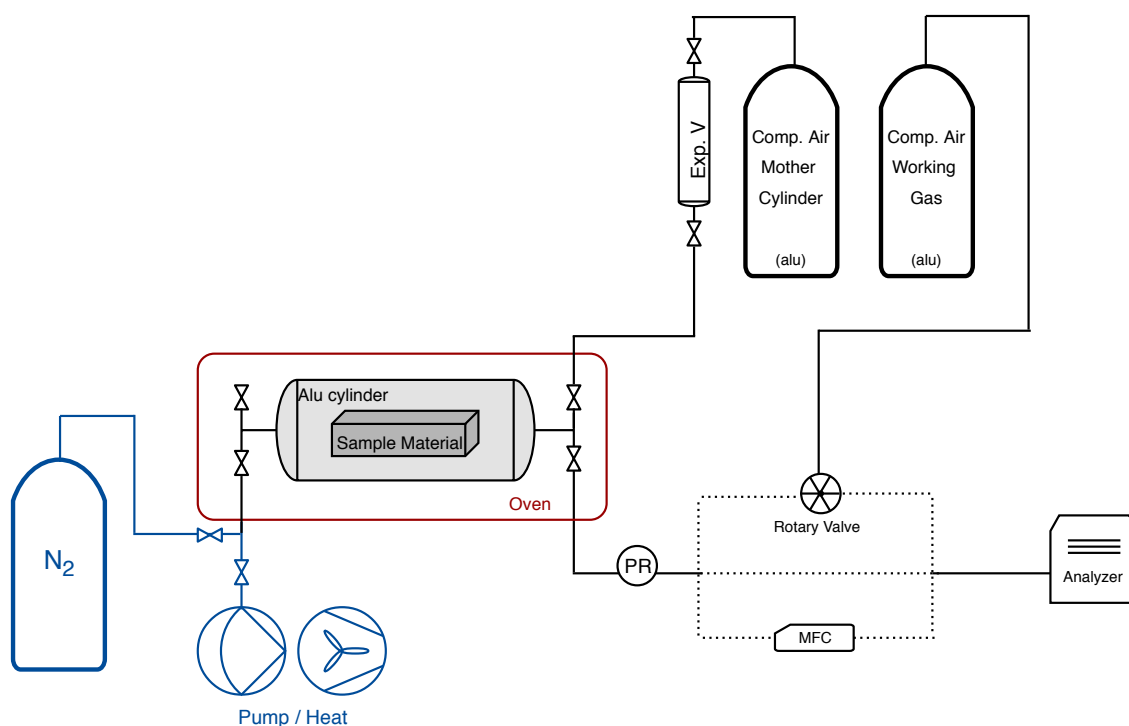 Exp. V
Comp. Air
Mother
Cylinder
(alu)
Comp. Air
Working
Gas
(alu)
Alu cylinder
Sample Material
Oven
N2
Rotary Valve
PR
Analyzer
MFC
Pump / Heat